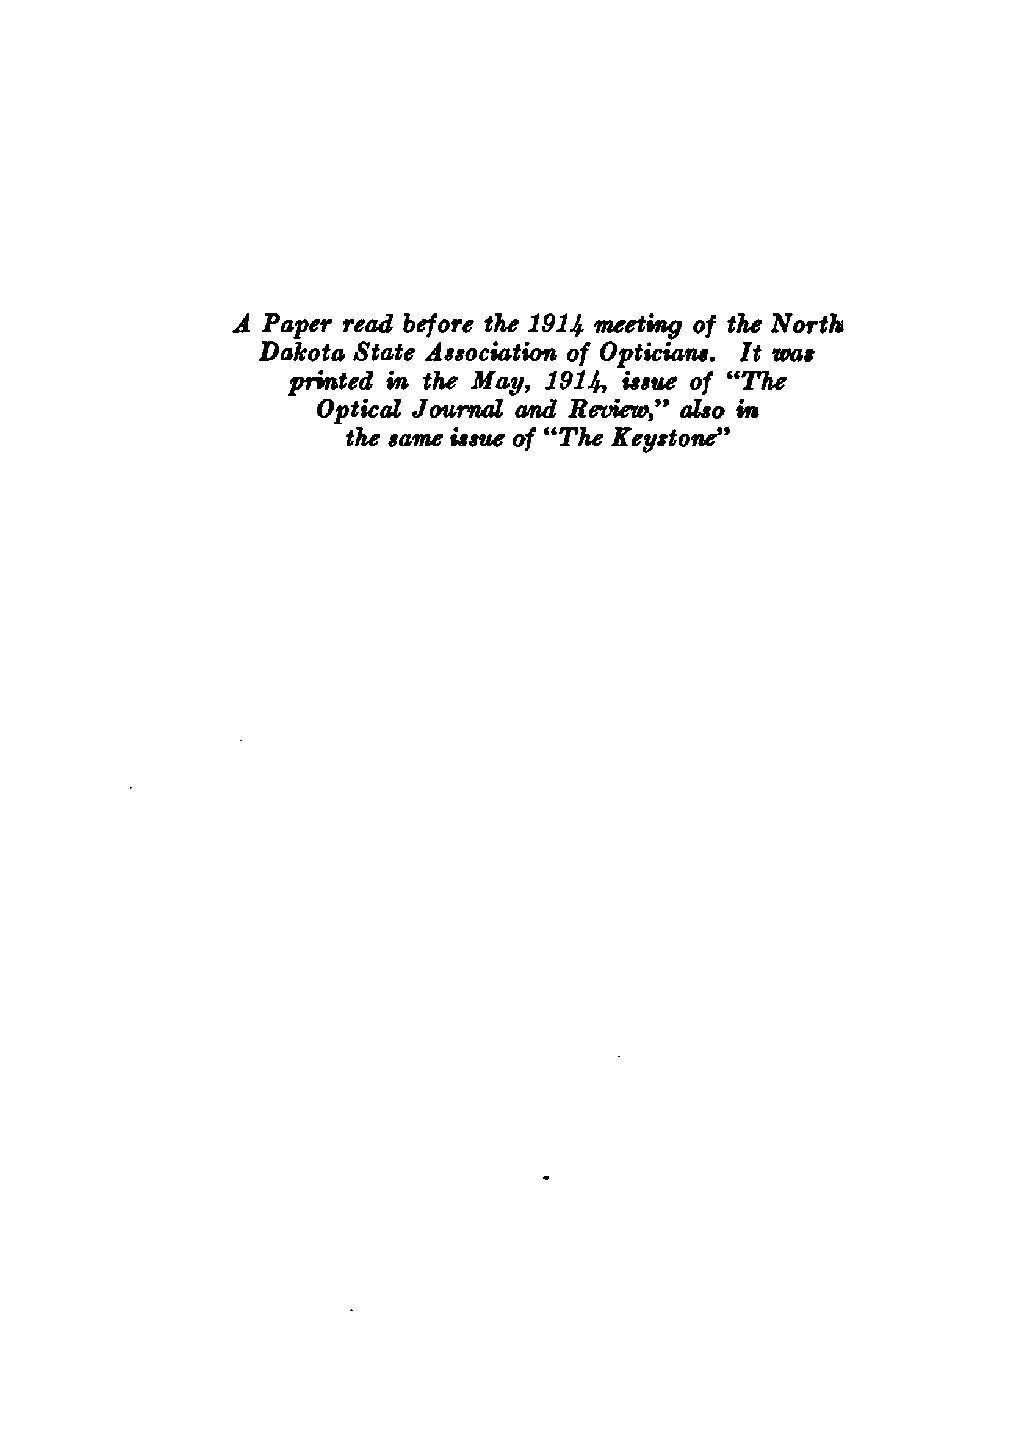 A Paper read before the 1914 meeting of the North
Dakota State Association of Opticians. It was
printed in the May, 1914, issue of “The
Optical Journal and Review,” also in
the same issue of “The Keystone”